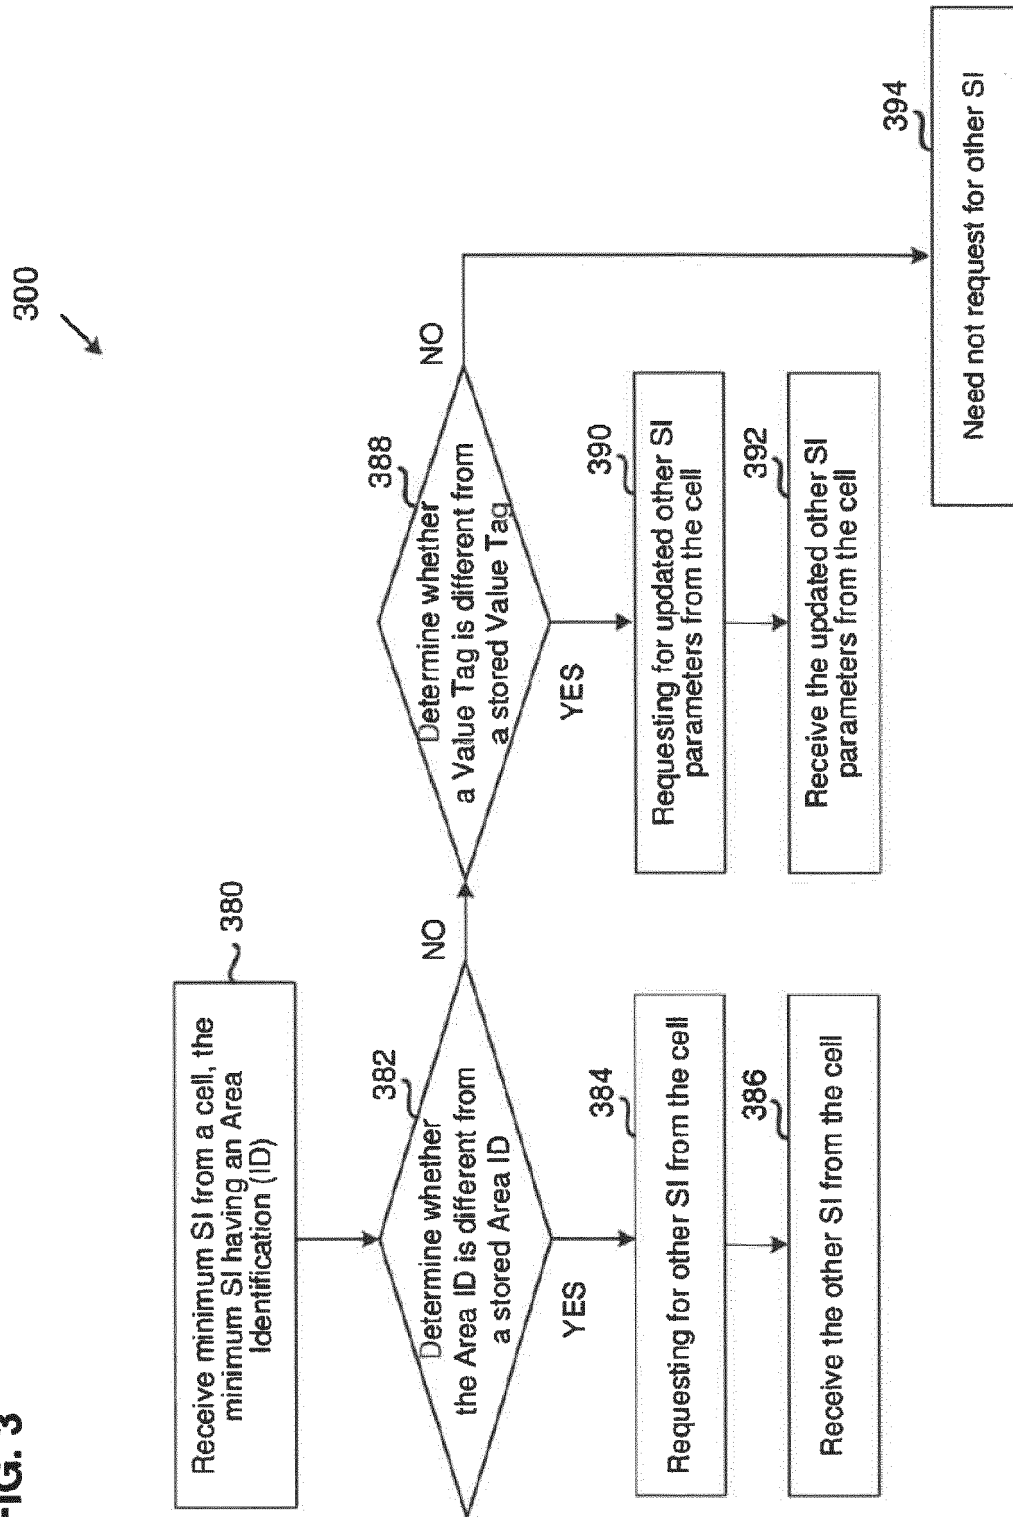 FIG. 3
300
Receive minimum SI from a cell, the
minimum SI having an Area
Identification (ID)
380
Determine whether
the Area ID is different from
a stored Area ID
382
NO
YES
Requesting for other SI from the cell
384
Receive the other SI from the cell
386
Determine whether
a Value Tag is different from
a stored Value Tag
388
NO
YES
Requesting for updated other SI
parameters from the cell
390
Receive the updated other SI
parameters from the cell
392
Need not request for other SI
394